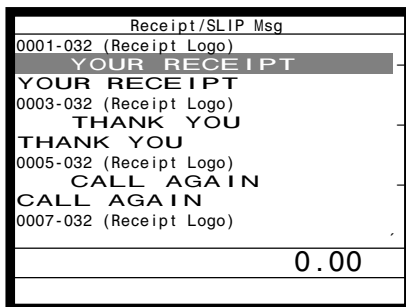 Receipt/SLIP Msg
0001-032 (Receipt Logo)
YOUR RECEIPT
YOUR RECEIPT
0003-032 (Receipt Logo)
THANK YOU
THANK YOU
0005-032 (Receipt Logo)
CALL AGAIN
CALL AGAIN
0007-032 (Receipt Logo)
0.00